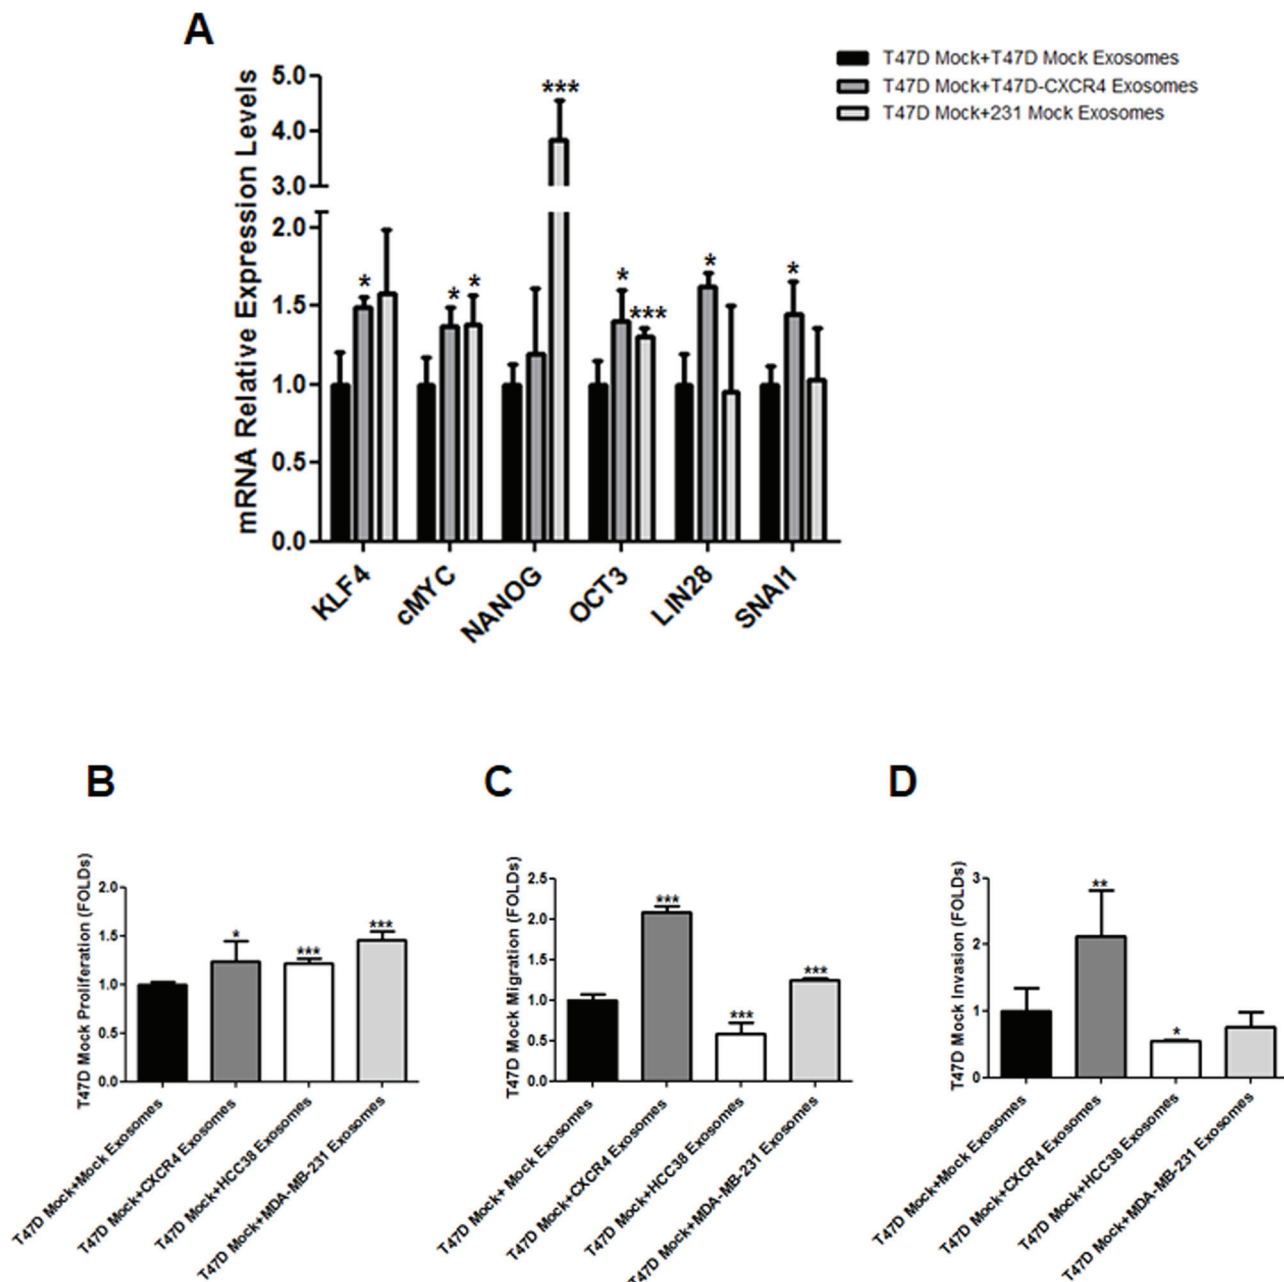 A
T47D Mock+T47D Mock Exosomes
T47D Mock+T47D-CXCR4 Exosomes
T47D Mock+231 Mock Exosomes
mRNA Relative Expression Levels
5.0
4.0
3.0
2.0
1.5
1.0
0.5
0.0
***
*
*
*
*
***
*
*
KLF4
cMYC
NANOG
OCT3
LIN28
SNAI1
B
T47D Mock Proliferation (FOLDs)
2.0
1.5
1.0
0.5
0.0
*
***
***
T47D Mock+Mock Exosomes
T47D Mock+CXCR4 Exosomes
T47D Mock+HCC38 Exosomes
T47D Mock+MDA-MB-231 Exosomes
C
T47D Mock Migration (FOLDs)
2.5
2.0
1.5
1.0
0.5
0.0
***
***
***
T47D Mock+ Mock Exosomes
T47D Mock+CXCR4 Exosomes
T47D Mock+HCC38 Exosomes
T47D Mock+MDA-MB-231 Exosomes
D
T47D Mock Invasion (FOLDs)
3
2
1
0
**
*
T47D Mock+Mock Exosomes
T47D Mock+CXCR4 Exosomes
T47D Mock+HCC38 Exosomes
T47D Mock+MDA-MB-231 Exosomes